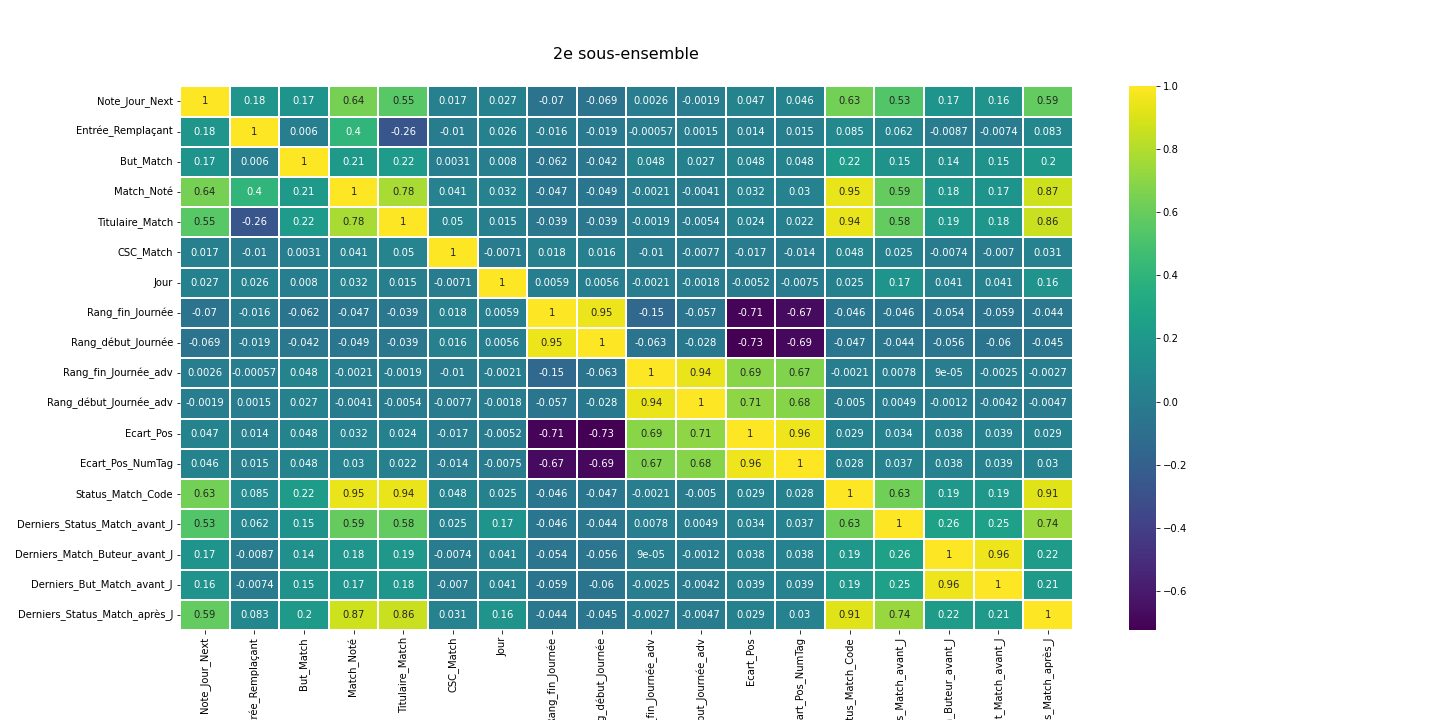 2e sous-ensemble
Note_Jour_Next 1 0.18 0.17 0.64 0.55 0.017 0.027 -0.07 -0.069 0.0026 -0.0019 0.047 0.046 0.63 0.53 0.17 0.16 0.59
Entrée_Remplaçant 0.18 1 0.006 0.4 -0.26 -0.01 0.026 -0.016 -0.019 -0.00057 0.0015 0.014 0.015 0.085 0.062 -0.0087 -0.0074 0.083
But_Match 0.17 0.006 1 0.21 0.22 0.0031 0.008 -0.062 -0.042 0.048 0.027 0.048 0.048 0.22 0.15 0.14 0.15 0.2
Match_Noté 0.64 0.4 0.21 1 0.78 0.041 0.032 -0.047 -0.049 -0.0021 -0.0041 0.032 0.03 0.95 0.59 0.18 0.17 0.87
Titulaire_Match 0.55 -0.26 0.22 0.78 1 0.05 0.015 -0.039 -0.039 -0.0019 -0.0054 0.024 0.022 0.94 0.58 0.19 0.18 0.86
CSC_Match 0.017 -0.01 0.0031 0.041 0.05 1 -0.0071 0.018 0.016 -0.01 -0.0077 -0.017 -0.014 0.048 0.025 -0.0074 -0.007 0.031
Jour 0.027 0.026 0.008 0.032 0.015 -0.0071 1 0.0059 0.0056 -0.0021 -0.0018 -0.0052 -0.0075 0.025 0.17 0.041 0.041 0.16
Rang_fin_Journée -0.07 -0.016 -0.062 -0.047 -0.039 0.018 0.0059 1 0.95 -0.15 -0.057 -0.71 -0.67 -0.046 -0.046 -0.054 -0.059 -0.044
Rang_début_Journée -0.069 -0.019 -0.042 -0.049 -0.039 0.016 0.0056 0.95 1 -0.063 -0.028 -0.73 -0.69 -0.047 -0.044 -0.056 -0.06 -0.045
Rang_fin_Journée_adv 0.0026 -0.00057 0.048 -0.0021 -0.0019 -0.01 -0.0021 -0.15 -0.063 1 0.94 0.69 0.67 -0.0021 0.0078 9e-05 -0.0025 -0.0027
Rang_début_Journée_adv -0.0019 0.0015 0.027 -0.0041 -0.0054 -0.0077 -0.0018 -0.057 -0.028 0.94 1 0.71 0.68 -0.005 0.0049 -0.0012 -0.0042 -0.0047
Ecart_Pos 0.047 0.014 0.048 0.032 0.024 -0.017 -0.0052 -0.71 -0.73 0.69 0.71 1 0.96 0.029 0.034 0.038 0.039 0.029
Ecart_Pos_NumTag 0.046 0.015 0.048 0.03 0.022 -0.014 -0.0075 -0.67 -0.69 0.67 0.68 0.96 1 0.028 0.037 0.038 0.039 0.03
Status_Match_Code 0.63 0.085 0.22 0.95 0.94 0.048 0.025 -0.046 -0.047 -0.0021 -0.005 0.029 0.028 1 0.63 0.19 0.19 0.91
Derniers_Status_Match_avant_J 0.53 0.062 0.15 0.59 0.58 0.025 0.17 -0.046 -0.044 0.0078 0.0049 0.034 0.037 0.63 1 0.26 0.25 0.74
Derniers_Match_Buteur_avant_J 0.17 -0.0087 0.14 0.18 0.19 -0.0074 0.041 -0.054 -0.056 9e-05 -0.0012 0.038 0.038 0.19 0.26 1 0.96 0.22
Derniers_But_Match_avant_J 0.16 -0.0074 0.15 0.17 0.18 -0.007 0.041 -0.059 -0.06 -0.0025 -0.0042 0.039 0.039 0.19 0.25 0.96 1 0.21
Derniers_Status_Match_après_J 0.59 0.083 0.2 0.87 0.86 0.031 0.16 -0.044 -0.045 -0.0027 -0.0047 0.029 0.03 0.91 0.74 0.22 0.21 1
Note_Jour_Next
trée_Remplaçant
But_Match
Match_Noté
Titulaire_Match
CSC_Match
Jour
Rang_fin_Journée
g_début_Journée
_fin_Journée_adv
but_Journée_adv
Ecart_Pos
art_Pos_NumTag
tus_Match_Code
s_Match_avant_J
_Buteur_avant_J
t_Match_avant_J
s_Match_après_J
1.0
0.8
0.6
0.4
0.2
0.0
−0.2
−0.4
−0.6